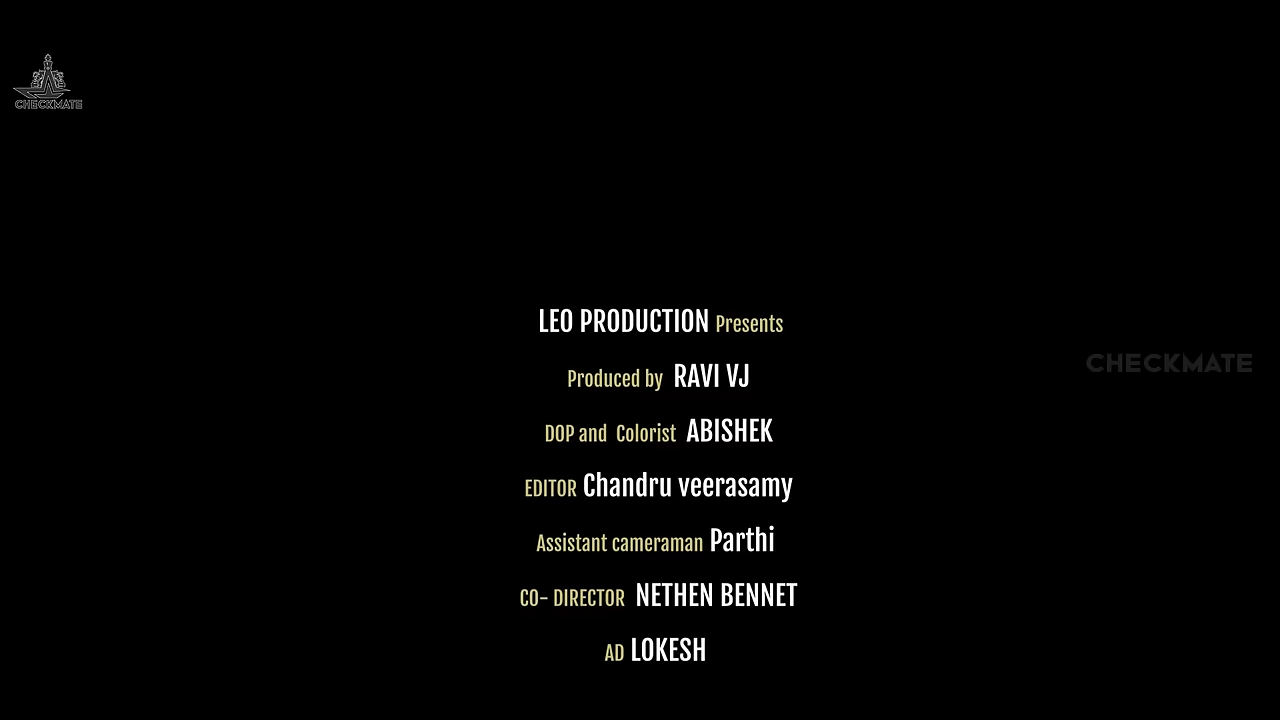 CHECKMATE
LEO PRODUCTION Presents
Produced by RAVI VJ
CHECKMATE
DOP and Colorist ABISHEK
EDITOR Chandru veerasamy
Assistant cameraman Parthi
CO- DIRECTOR NETHEN BENNET
AD LOKESH